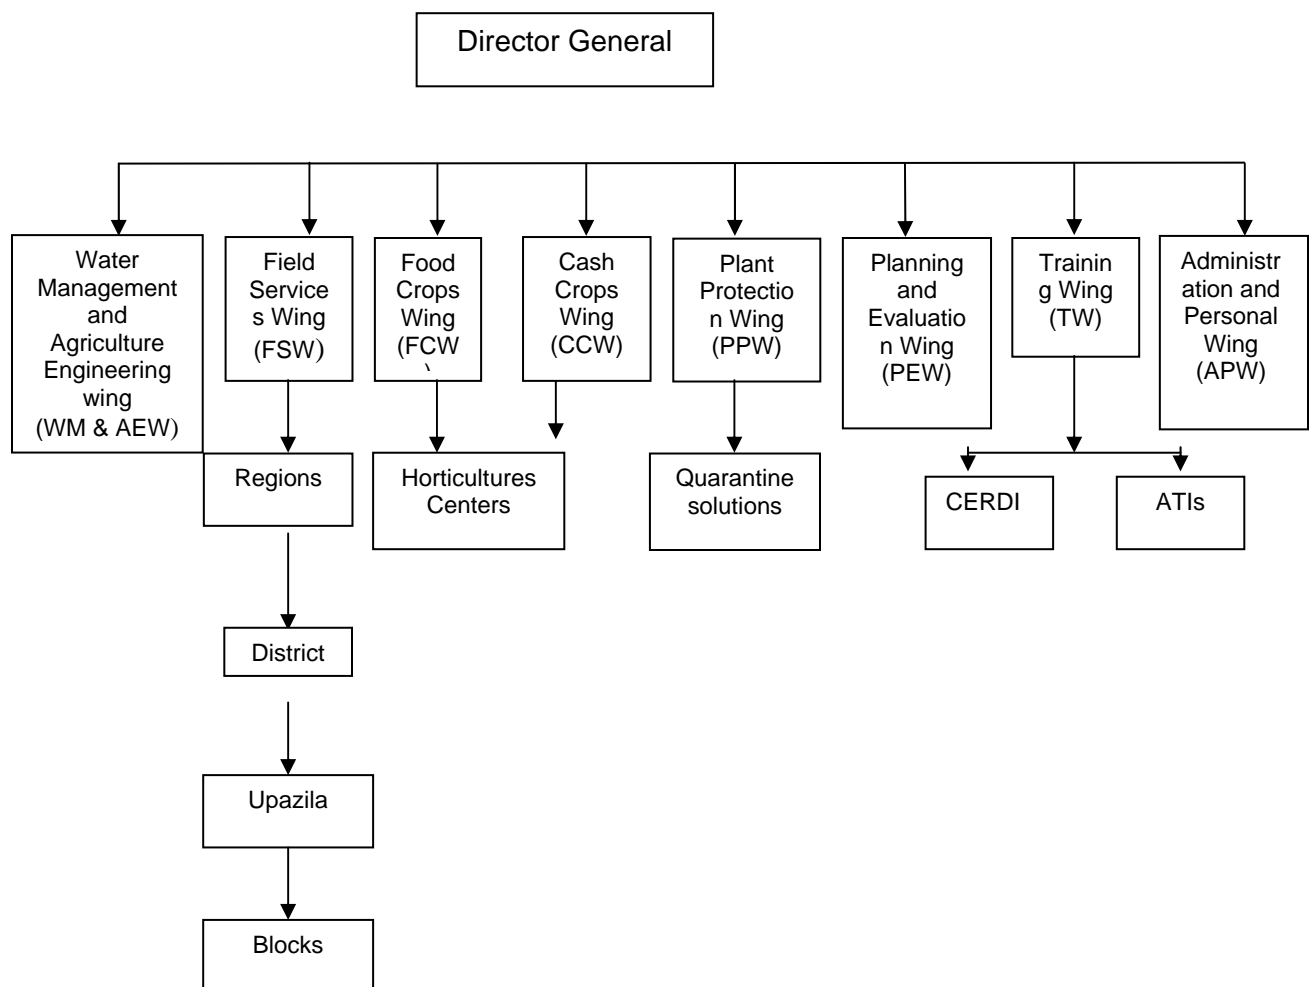 Director General
Water
Management
and
Agriculture
Engineering
wing
(WM & AEW)
Field
Service
s Wing
(FSW)
Food
Crops
Wing
(FCW
Cash
Crops
Wing
(CCW)
Plant
Protectio
n Wing
(PPW)
Planning
and
Evaluatio
n Wing
(PEW)
Trainin
g Wing
(TW)
Administr
ation and
Personal
Wing
(APW)
Regions
Horticultures
Centers
Quarantine
solutions
CERDI
ATIs
District
Upazila
Blocks